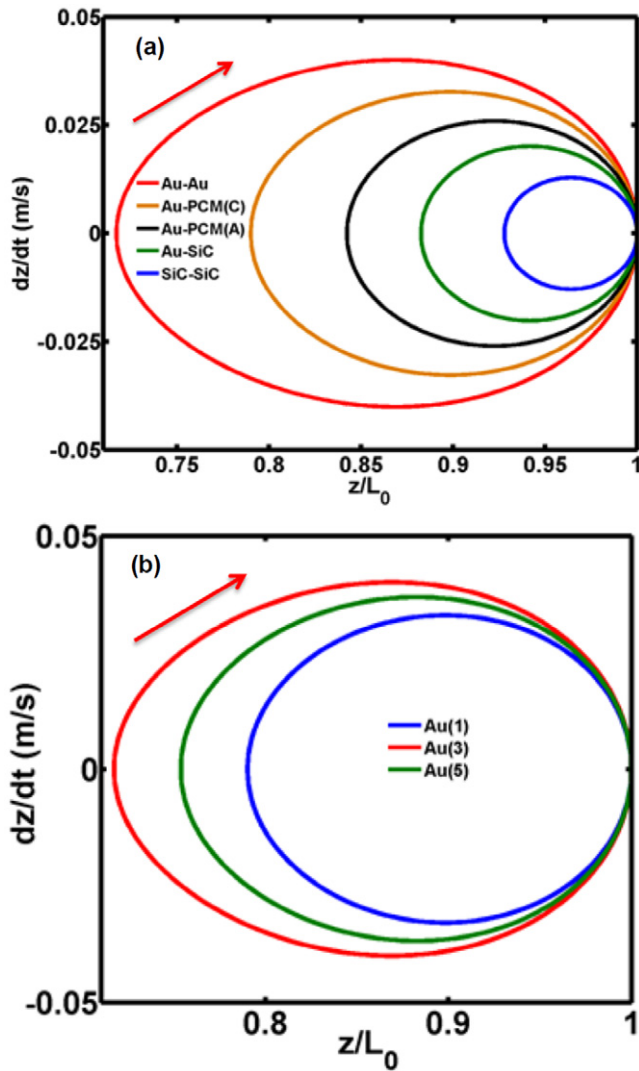 0.05
(a)
0.025
Au-Au
Au-PCM(C)
Au-PCM(A)
Au-SiC
SiC-SiC
dz/dt (m/s)
0
-0.025
-0.05
0.75 0.8 0.85 0.9 0.95 1
z/L0
0.05
(b)
Au(1)
Au(3)
Au(5)
dz/dt (m/s)
0
-0.05
0.8 0.9 1
z/L0